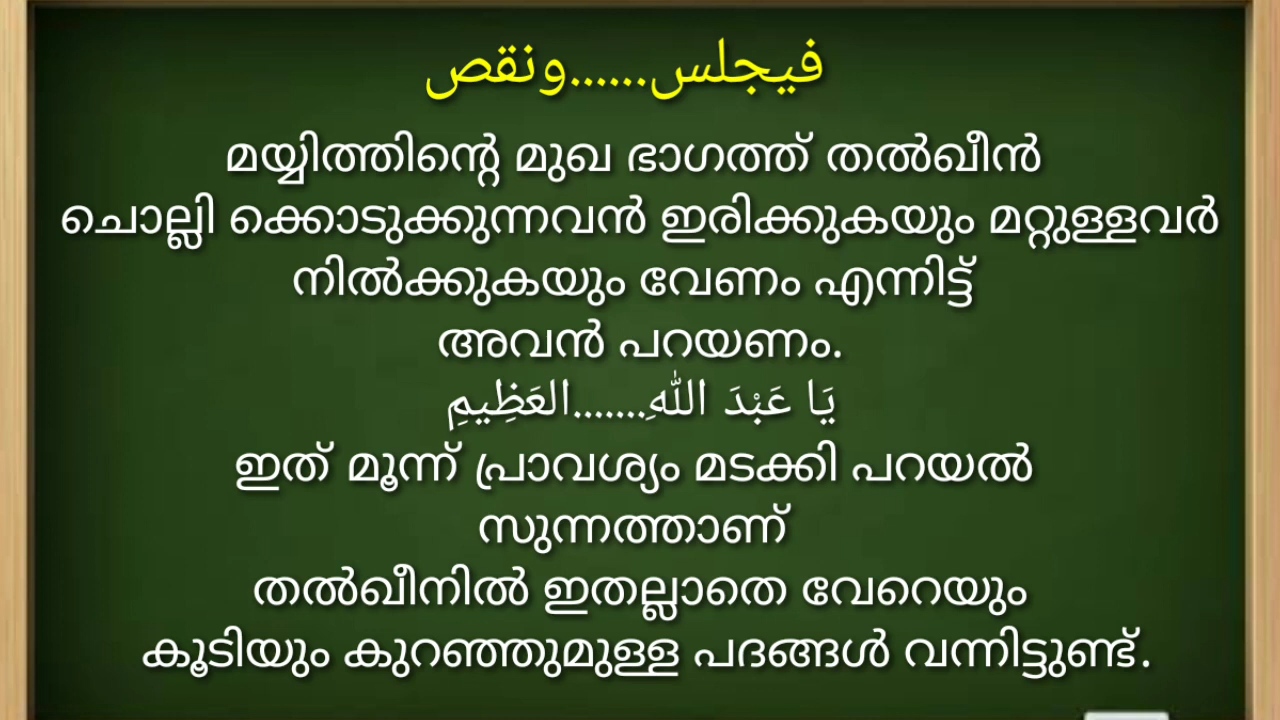 فيجلس......ونقص
മയ്യിത്തിന്റെ മുഖ ഭാഗത്ത് തൽഖീൻ
ചൊല്ലി ക്കൊടുക്കുന്നവൻ ഇരിക്കുകയും മറ്റുള്ളവർ
നിൽക്കുകയും വേണം എന്നിട്ട്
അവൻ പറയണം.
يَا عَبْدَ اللّٰهِ.......العَظِيمِ
ഇത് മൂന്ന് പ്രാവശ്യം മടക്കി പറയൽ
സുന്നത്താണ്
തൽഖീനിൽ ഇതല്ലാതെ വേറെയും
കൂടിയും കുറഞ്ഞുമുള്ള പദങ്ങൾ വന്നിട്ടുണ്ട്.